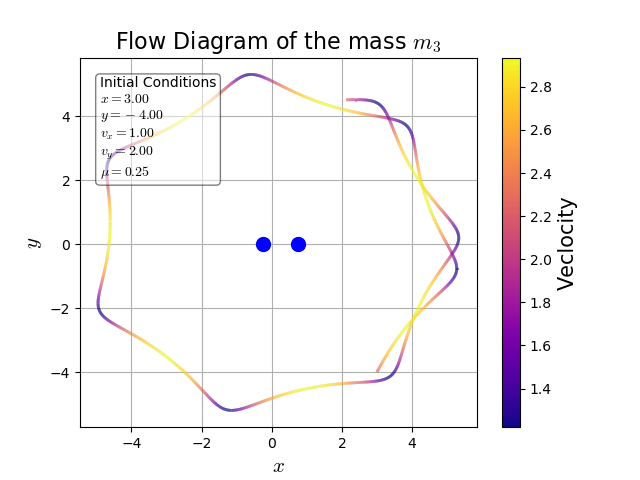 Flow Diagram of the mass m₃
Initial Conditions
x = 3.00
y = −4.00
vₓ = 1.00
v_y = 2.00
μ = 0.25
4
2
0
−2
−4
y
−4
−2
0
2
4
x
2.8
2.6
2.4
2.2
2.0
1.8
1.6
1.4
Veclocity